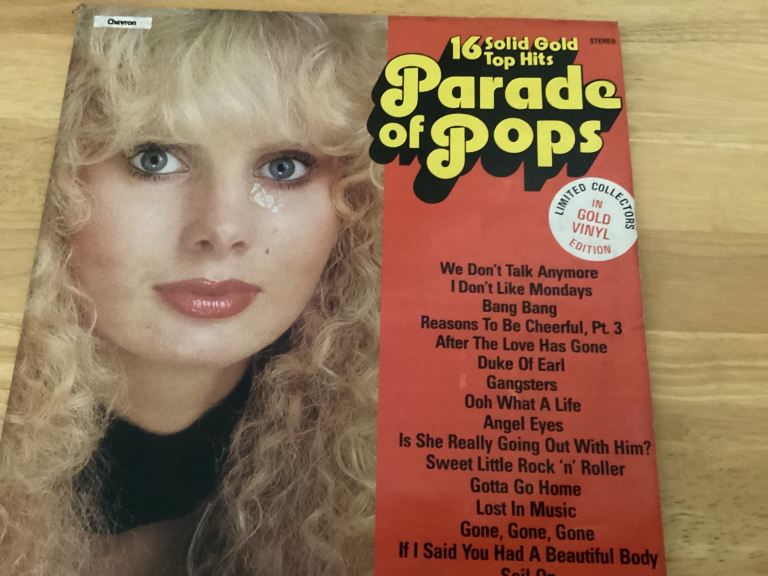 Chevron
16 Solid Gold
Top Hits
STEREO
Parade
of Pops
LIMITED COLLECTORS
IN
GOLD
VINYL
EDITION
We Don't Talk Anymore
I Don't Like Mondays
Bang Bang
Reasons To Be Cheerful, Pt. 3
After The Love Has Gone
Duke Of Earl
Gangsters
Ooh What A Life
Angel Eyes
Is She Really Going Out With Him?
Sweet Little Rock 'n' Roller
Gotta Go Home
Lost In Music
Gone, Gone, Gone
If I Said You Had A Beautiful Body
Sail On